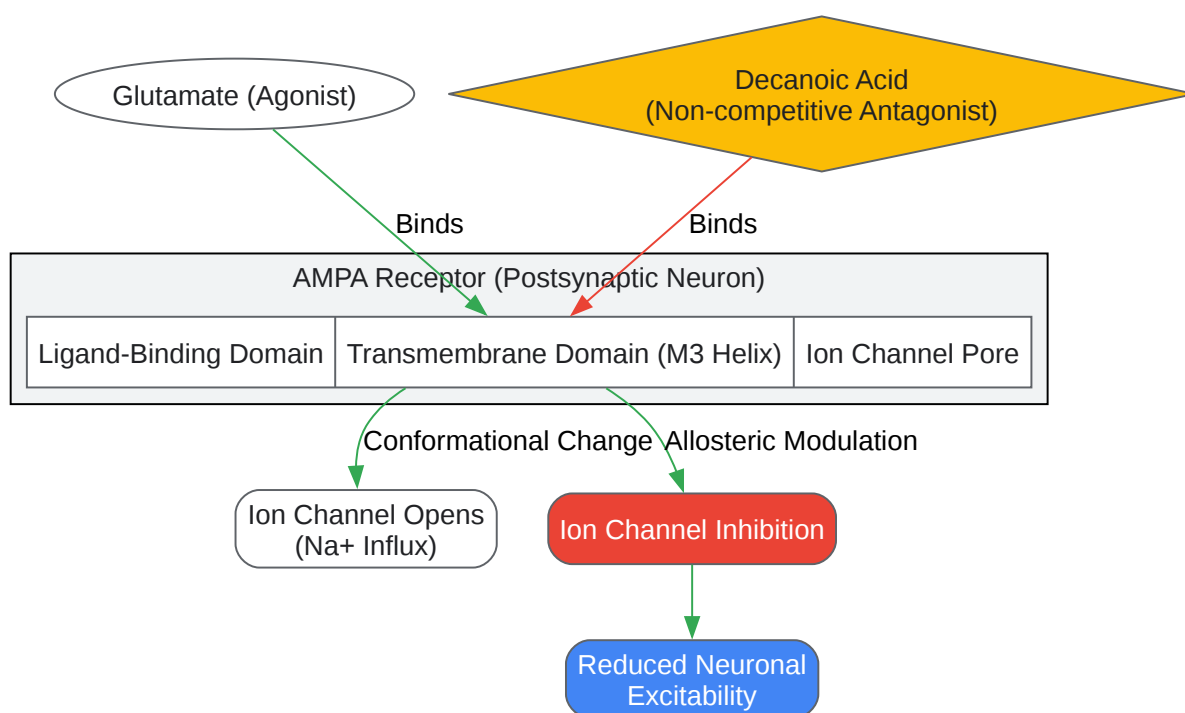 Glutamate (Agonist)
Decanoic Acid
(Non-competitive Antagonist)
Binds
Binds
AMPA Receptor (Postsynaptic Neuron)
Ligand-Binding Domain
Transmembrane Domain (M3 Helix)
Ion Channel Pore
Conformational Change
Allosteric Modulation
Ion Channel Opens
(Na+ Influx)
Ion Channel Inhibition
Reduced Neuronal
Excitability